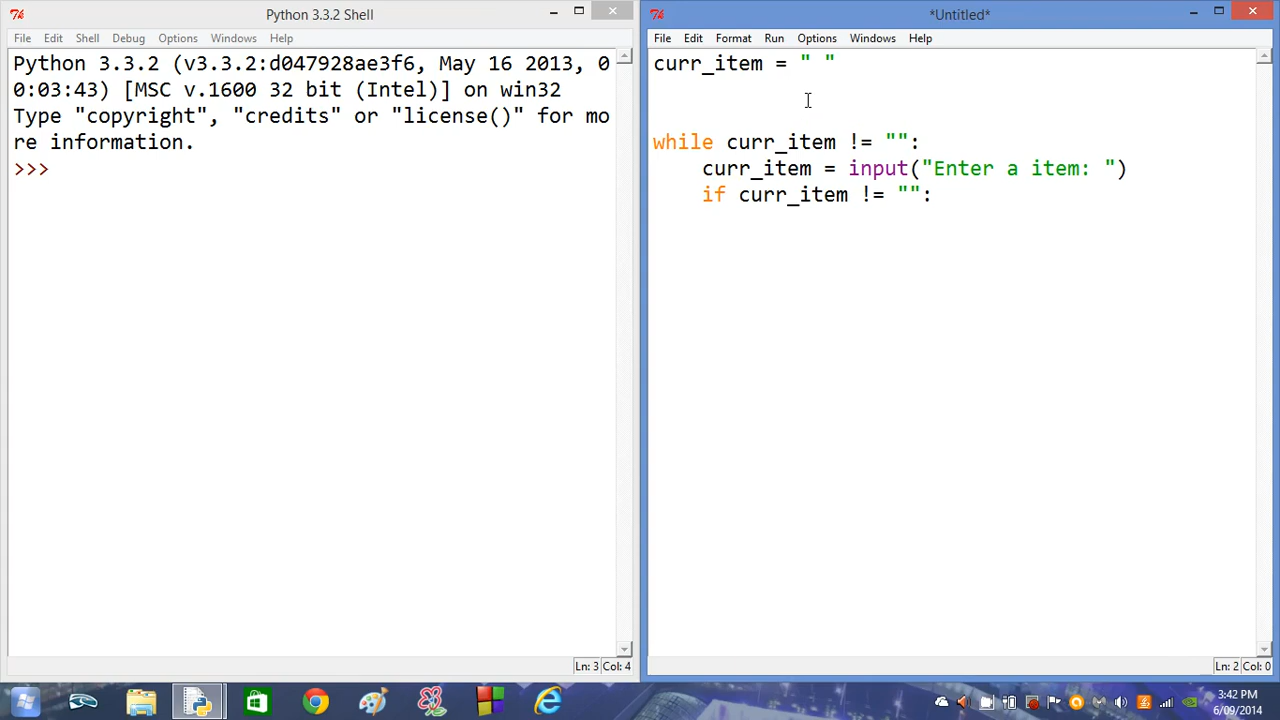 Python 3.3.2 Shell
File Edit Shell Debug Options Windows Help
Python 3.3.2 (v3.3.2:d047928ae3f6, May 16 2013, 0
0:03:43) [MSC v.1600 32 bit (Intel)] on win32
Type "copyright", "credits" or "license()" for mo
re information.
>>>
Ln: 3 Col: 4
*Untitled*
File Edit Format Run Options Windows Help
curr_item = " "
while curr_item != "":
    curr_item = input("Enter a item: ")
    if curr_item != "":
Ln: 2 Col: 0
3:42 PM
6/09/2014